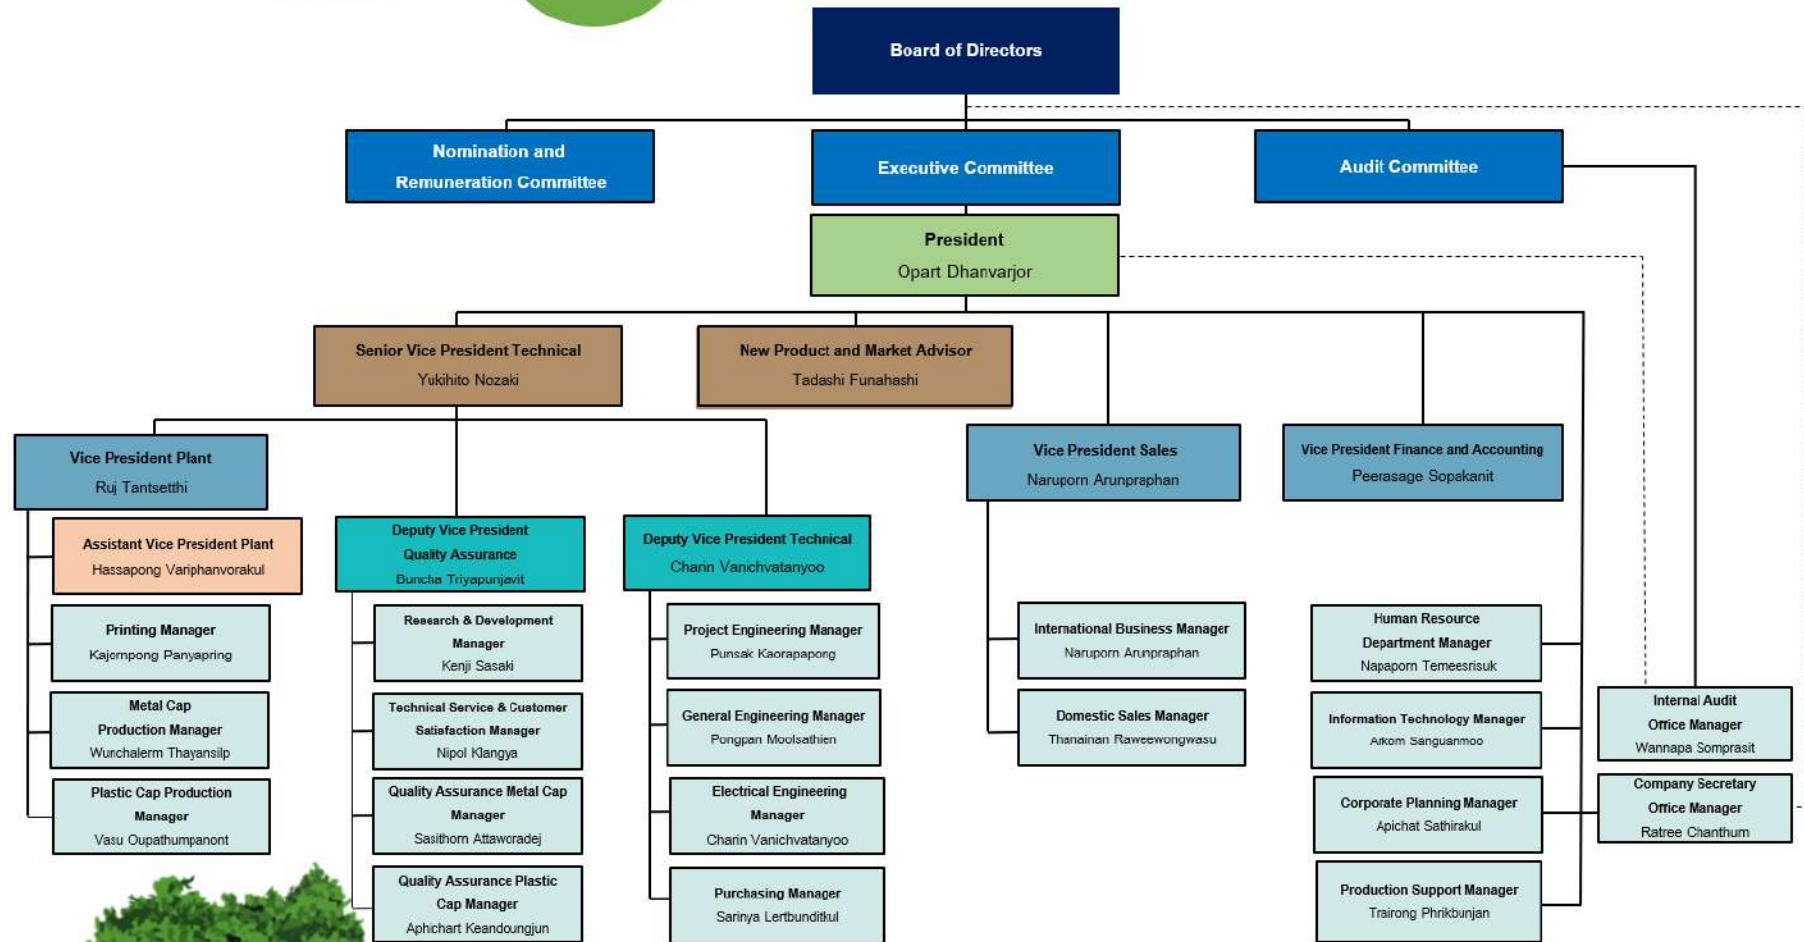 Board of Directors
Nomination and
Remuneration Committee
Executive Committee
Audit Committee
President
Opart Dhanvarjor
Senior Vice President Technical
Yukihito Nozaki
New Product and Market Advisor
Tadashi Funahashi
Vice President Plant
Ruj Tantsetthi
Vice President Sales
Naruporn Arunpraphan
Vice President Finance and Accounting
Peerasage Sopakanit
Assistant Vice President Plant
Hassapong Variphanvorakul
Printing Manager
Kajornpong Panyapring
Metal Cap
Production Manager
Wunchalerm Thayansilp
Plastic Cap Production
Manager
Vasu Oupathumpanont
Deputy Vice President
Quality Assurance
Buncha Triyapunjavit
Research & Development
Manager
Kenji Sasaki
Technical Service & Customer
Satisfaction Manager
Nipol Klangya
Quality Assurance Metal Cap
Manager
Sasithorn Attaworadej
Quality Assurance Plastic
Cap Manager
Aphichart Keandoungjun
Deputy Vice President Technical
Charin Vanichvatanyoo
Project Engineering Manager
Punsak Kaorapapong
General Engineering Manager
Pongpan Moolsathien
Electrical Engineering
Manager
Charin Vanichvatanyoo
Purchasing Manager
Sarinya Lertbunditkul
International Business Manager
Naruporn Arunpraphan
Domestic Sales Manager
Thanainan Raweewongwasu
Human Resource
Department Manager
Napaporn Temeesrisuk
Information Technology Manager
Arkom Sanguanmoo
Corporate Planning Manager
Apichat Sathirakul
Production Support Manager
Trairong Phrikbunjan
Internal Audit
Office Manager
Wannapa Somprasit
Company Secretary
Office Manager
Ratree Chanthum